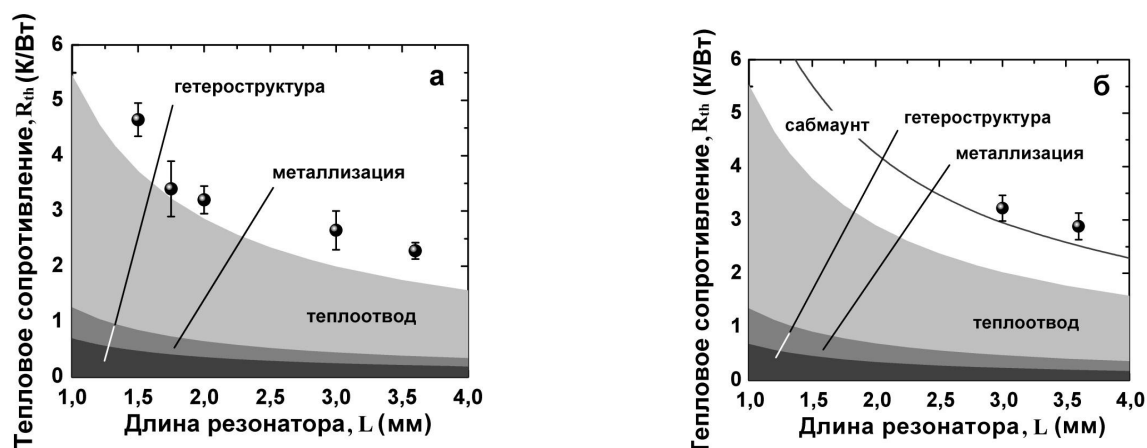 Тепловое сопротивление, Rth (К/Вт)
6
5
4
3
2
1
0
а
гетероструктура
металлизация
теплоотвод
1,0 1,5 2,0 2,5 3,0 3,5 4,0
Длина резонатора, L (мм)
Тепловое сопротивление, Rth (К/Вт)
6
5
4
3
2
1
0
б
сабмаунт
гетероструктура
металлизация
теплоотвод
1,0 1,5 2,0 2,5 3,0 3,5 4,0
Длина резонатора, L (мм)